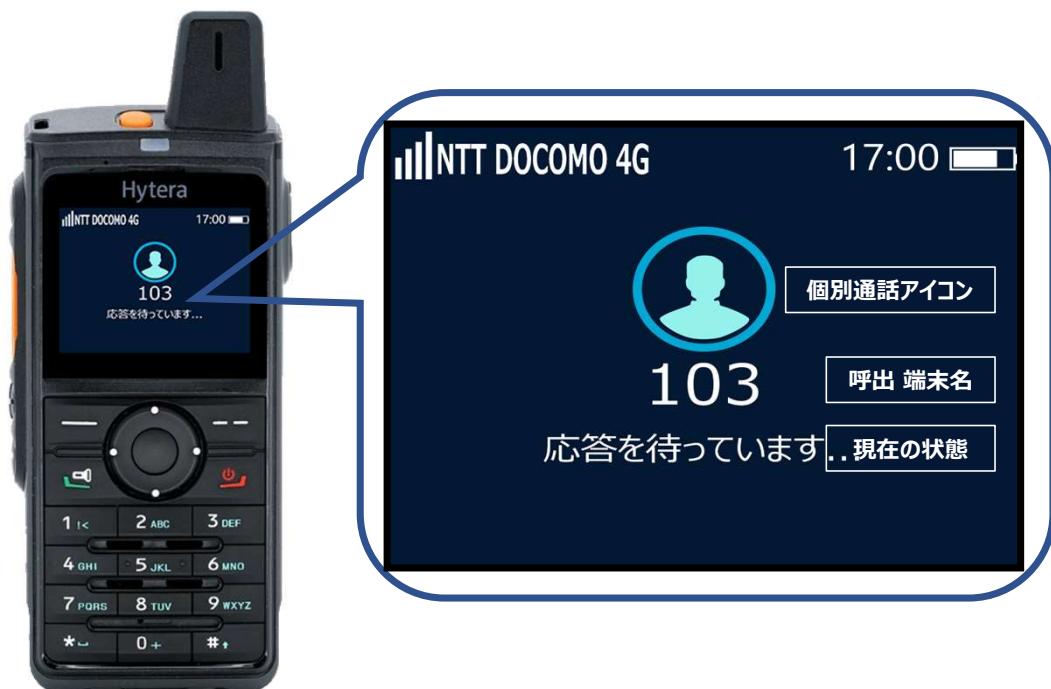 Hytera
NTT DOCOMO 4G 17:00
103
応答を待っています...
1 !<
2 ABC
3 DEF
4 GHI
5 JKL
6 MNO
7 PQRS
8 TUV
9 WXYZ
*
0 +
#
NTT DOCOMO 4G 17:00
個別通話アイコン
103
呼出 端末名
応答を待っています..
現在の状態